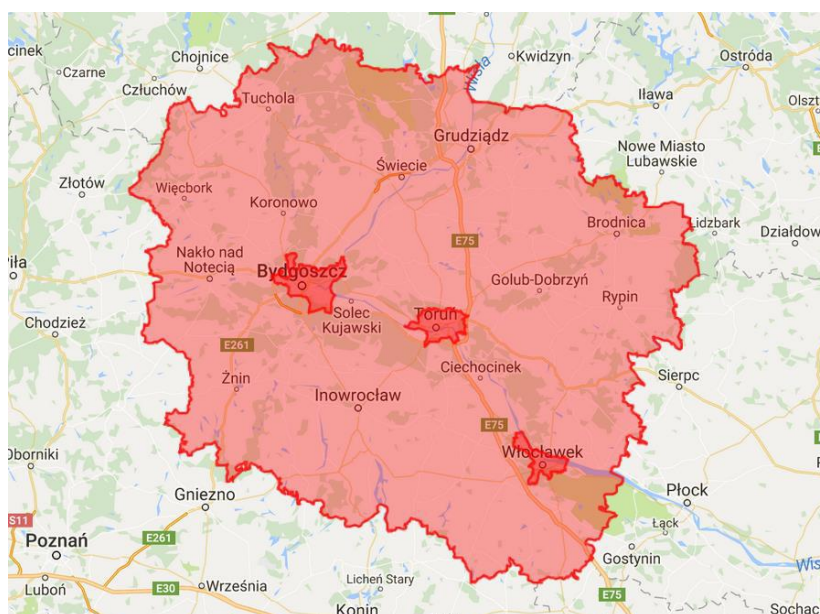 Kwidzyn
Wisła
Ostróda
cinek
Chojnice
Czarne
Człuchów
Iława
Olszt
Tuchola
Grudziądz
Nowe Miasto
Lubawskie
Świecie
Złotów
Więcbork
Koronowo
Brodnica
Lidzbark
Działdow
E75
Piła
Nakło nad
Notecią
Bydgoszcz
Golub-Dobrzyń
Rypin
Solec
Kujawski
Toruń
Chodzież
E261
Ciechocinek
Sierpc
Żnin
Inowrocław
E75
Oborniki
Włocławek
Gniezno
Płock
S11
Łąck
Poznań
E261
Gostynin
Wis
Luboń
E30
Września
Licheń Stary
E75
Konin
Sochac